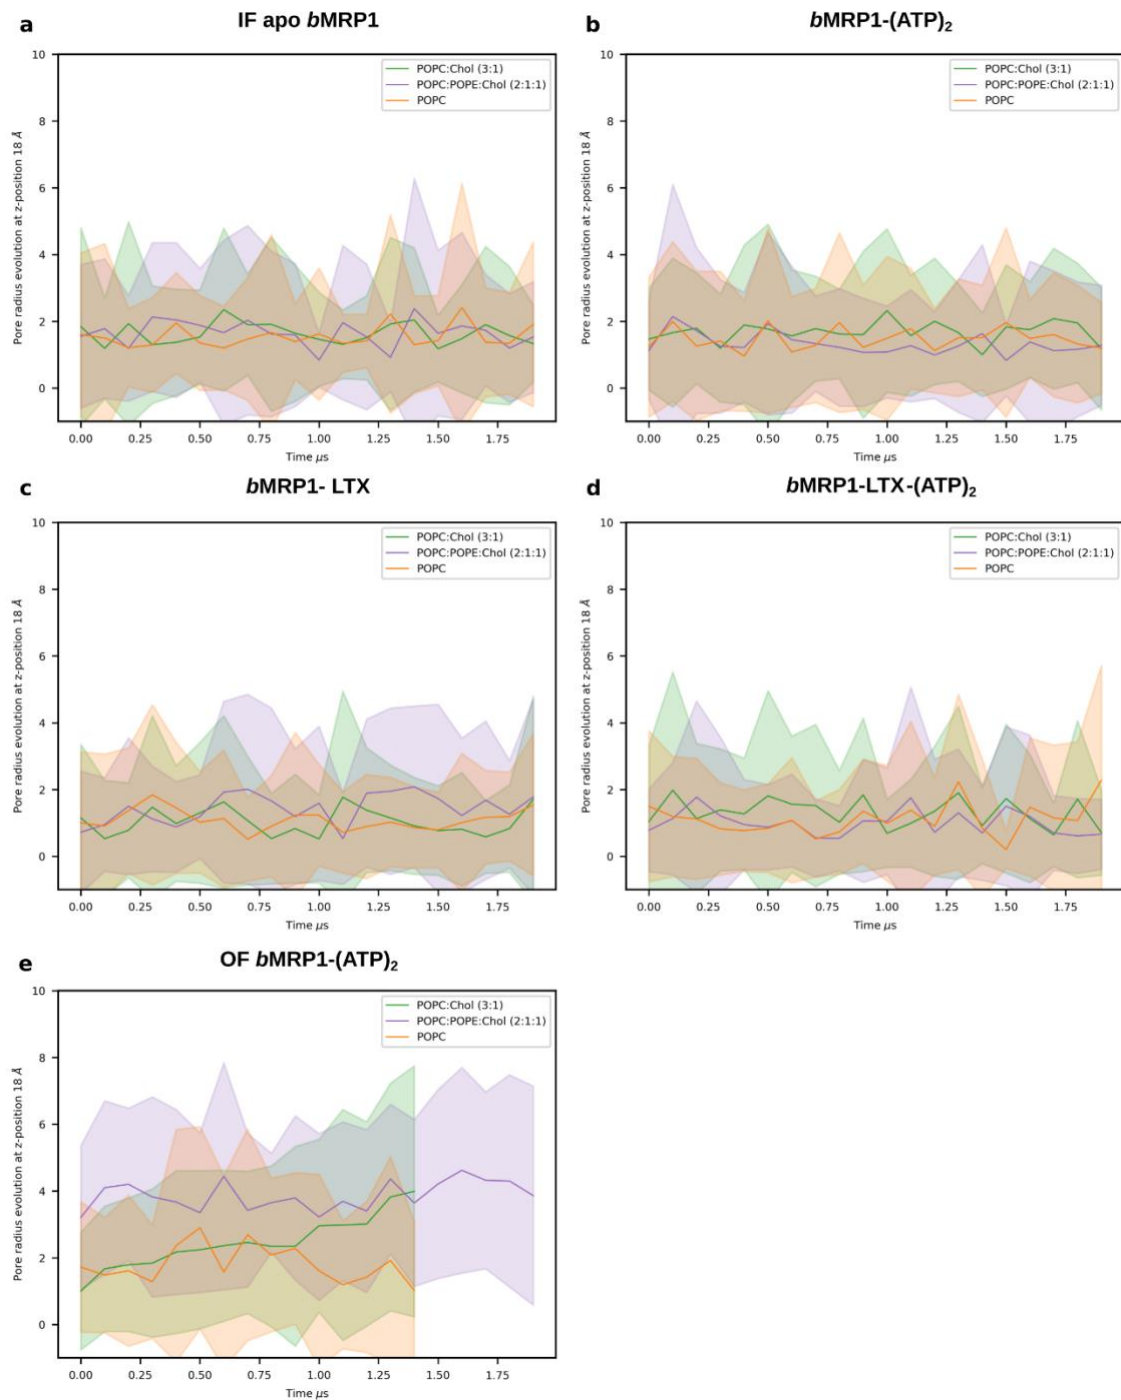 a
IF apo bMRP1
Pore radius evolution at z-position 18 Å
10
8
6
4
2
0
POPC:Chol (3:1)
POPC:POPE:Chol (2:1:1)
POPC
0.00 0.25 0.50 0.75 1.00 1.25 1.50 1.75
Time μs
b
bMRP1-(ATP)₂
Pore radius evolution at z-position 18 Å
10
8
6
4
2
0
POPC:Chol (3:1)
POPC:POPE:Chol (2:1:1)
POPC
0.00 0.25 0.50 0.75 1.00 1.25 1.50 1.75
Time μs
c
bMRP1- LTX
Pore radius evolution at z-position 18 Å
10
8
6
4
2
0
POPC:Chol (3:1)
POPC:POPE:Chol (2:1:1)
POPC
0.00 0.25 0.50 0.75 1.00 1.25 1.50 1.75
Time μs
d
bMRP1-LTX-(ATP)₂
Pore radius evolution at z-position 18 Å
10
8
6
4
2
0
POPC:Chol (3:1)
POPC:POPE:Chol (2:1:1)
POPC
0.00 0.25 0.50 0.75 1.00 1.25 1.50 1.75
Time μs
e
OF bMRP1-(ATP)₂
Pore radius evolution at z-position 18 Å
10
8
6
4
2
0
POPC:Chol (3:1)
POPC:POPE:Chol (2:1:1)
POPC
0.00 0.25 0.50 0.75 1.00 1.25 1.50 1.75
Time μs